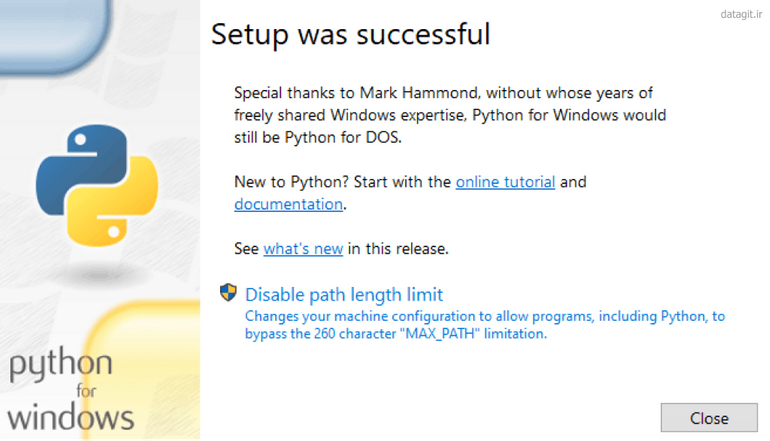 datagit.ir
Setup was successful
Special thanks to Mark Hammond, without whose years of
freely shared Windows expertise, Python for Windows would
still be Python for DOS.
New to Python? Start with the online tutorial and
documentation.
See what's new in this release.
Disable path length limit
Changes your machine configuration to allow programs, including Python, to
bypass the 260 character "MAX_PATH" limitation.
python
for
windows
Close